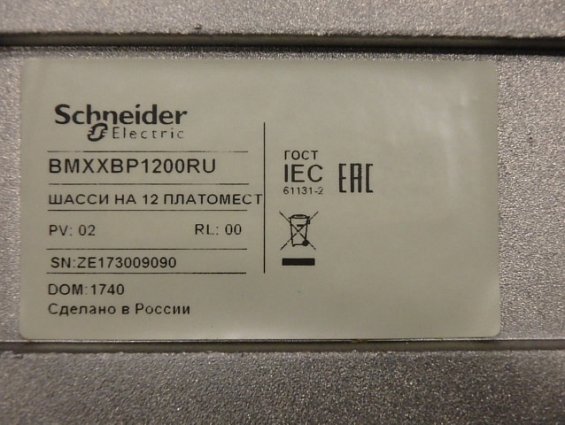 Schneider
Electric
BMXXBP1200RU
ШАССИ НА 12 ПЛАТОМЕСТ
PV: 02 RL: 00
SN:ZE173009090
DOM:1740
Сделано в России
ГОСТ
IEC
61131-2
EAC